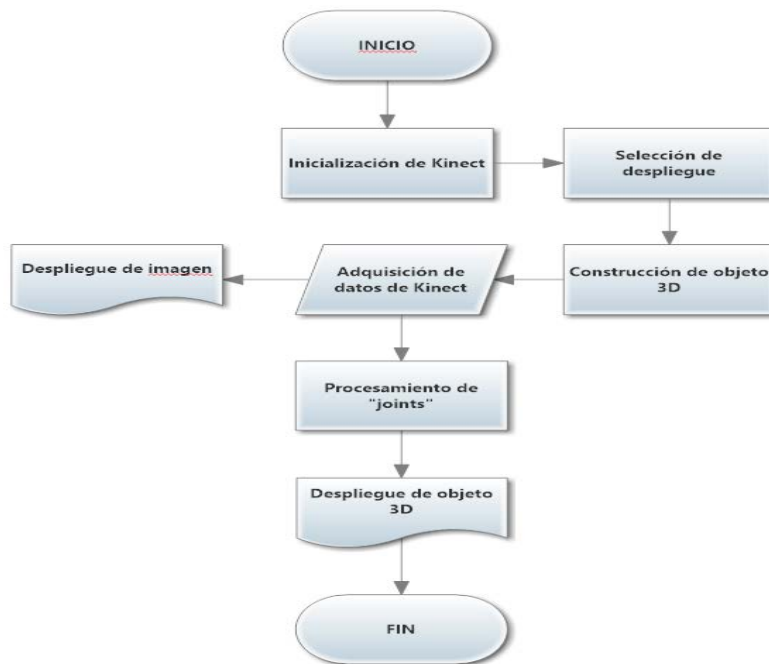 INICIO
Inicialización de Kinect
Selección de
despliegue
Construcción de objeto
3D
Adquisición de
datos de Kinect
Despliegue de imagen
Procesamiento de
"joints"
Despliegue de objeto
3D
FIN